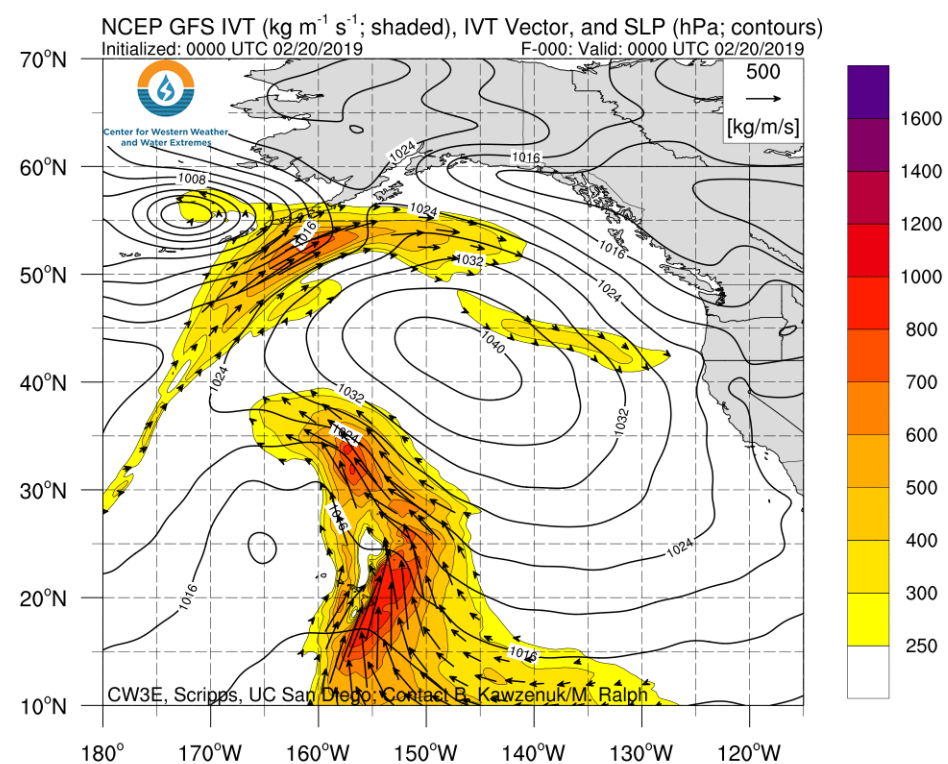 NCEP GFS IVT (kg m⁻¹ s⁻¹; shaded), IVT Vector, and SLP (hPa; contours)
Initialized: 0000 UTC 02/20/2019 F-000: Valid: 0000 UTC 02/20/2019
70°N
500
[kg/m/s]
Center for Western Weather
and Water Extremes
1600
1024
1016
60°N
1400
1008
1024
1200
1016
1016
50°N
1032
1000
1024
800
1040
40°N
1024
1032
700
1032
1024
600
30°N
500
1016
1024
400
20°N
1016
300
1016
250
CW3E, Scripps, UC San Diego; Contact B. Kawzenuk/M. Ralph
10°N
180° 170°W 160°W 150°W 140°W 130°W 120°W